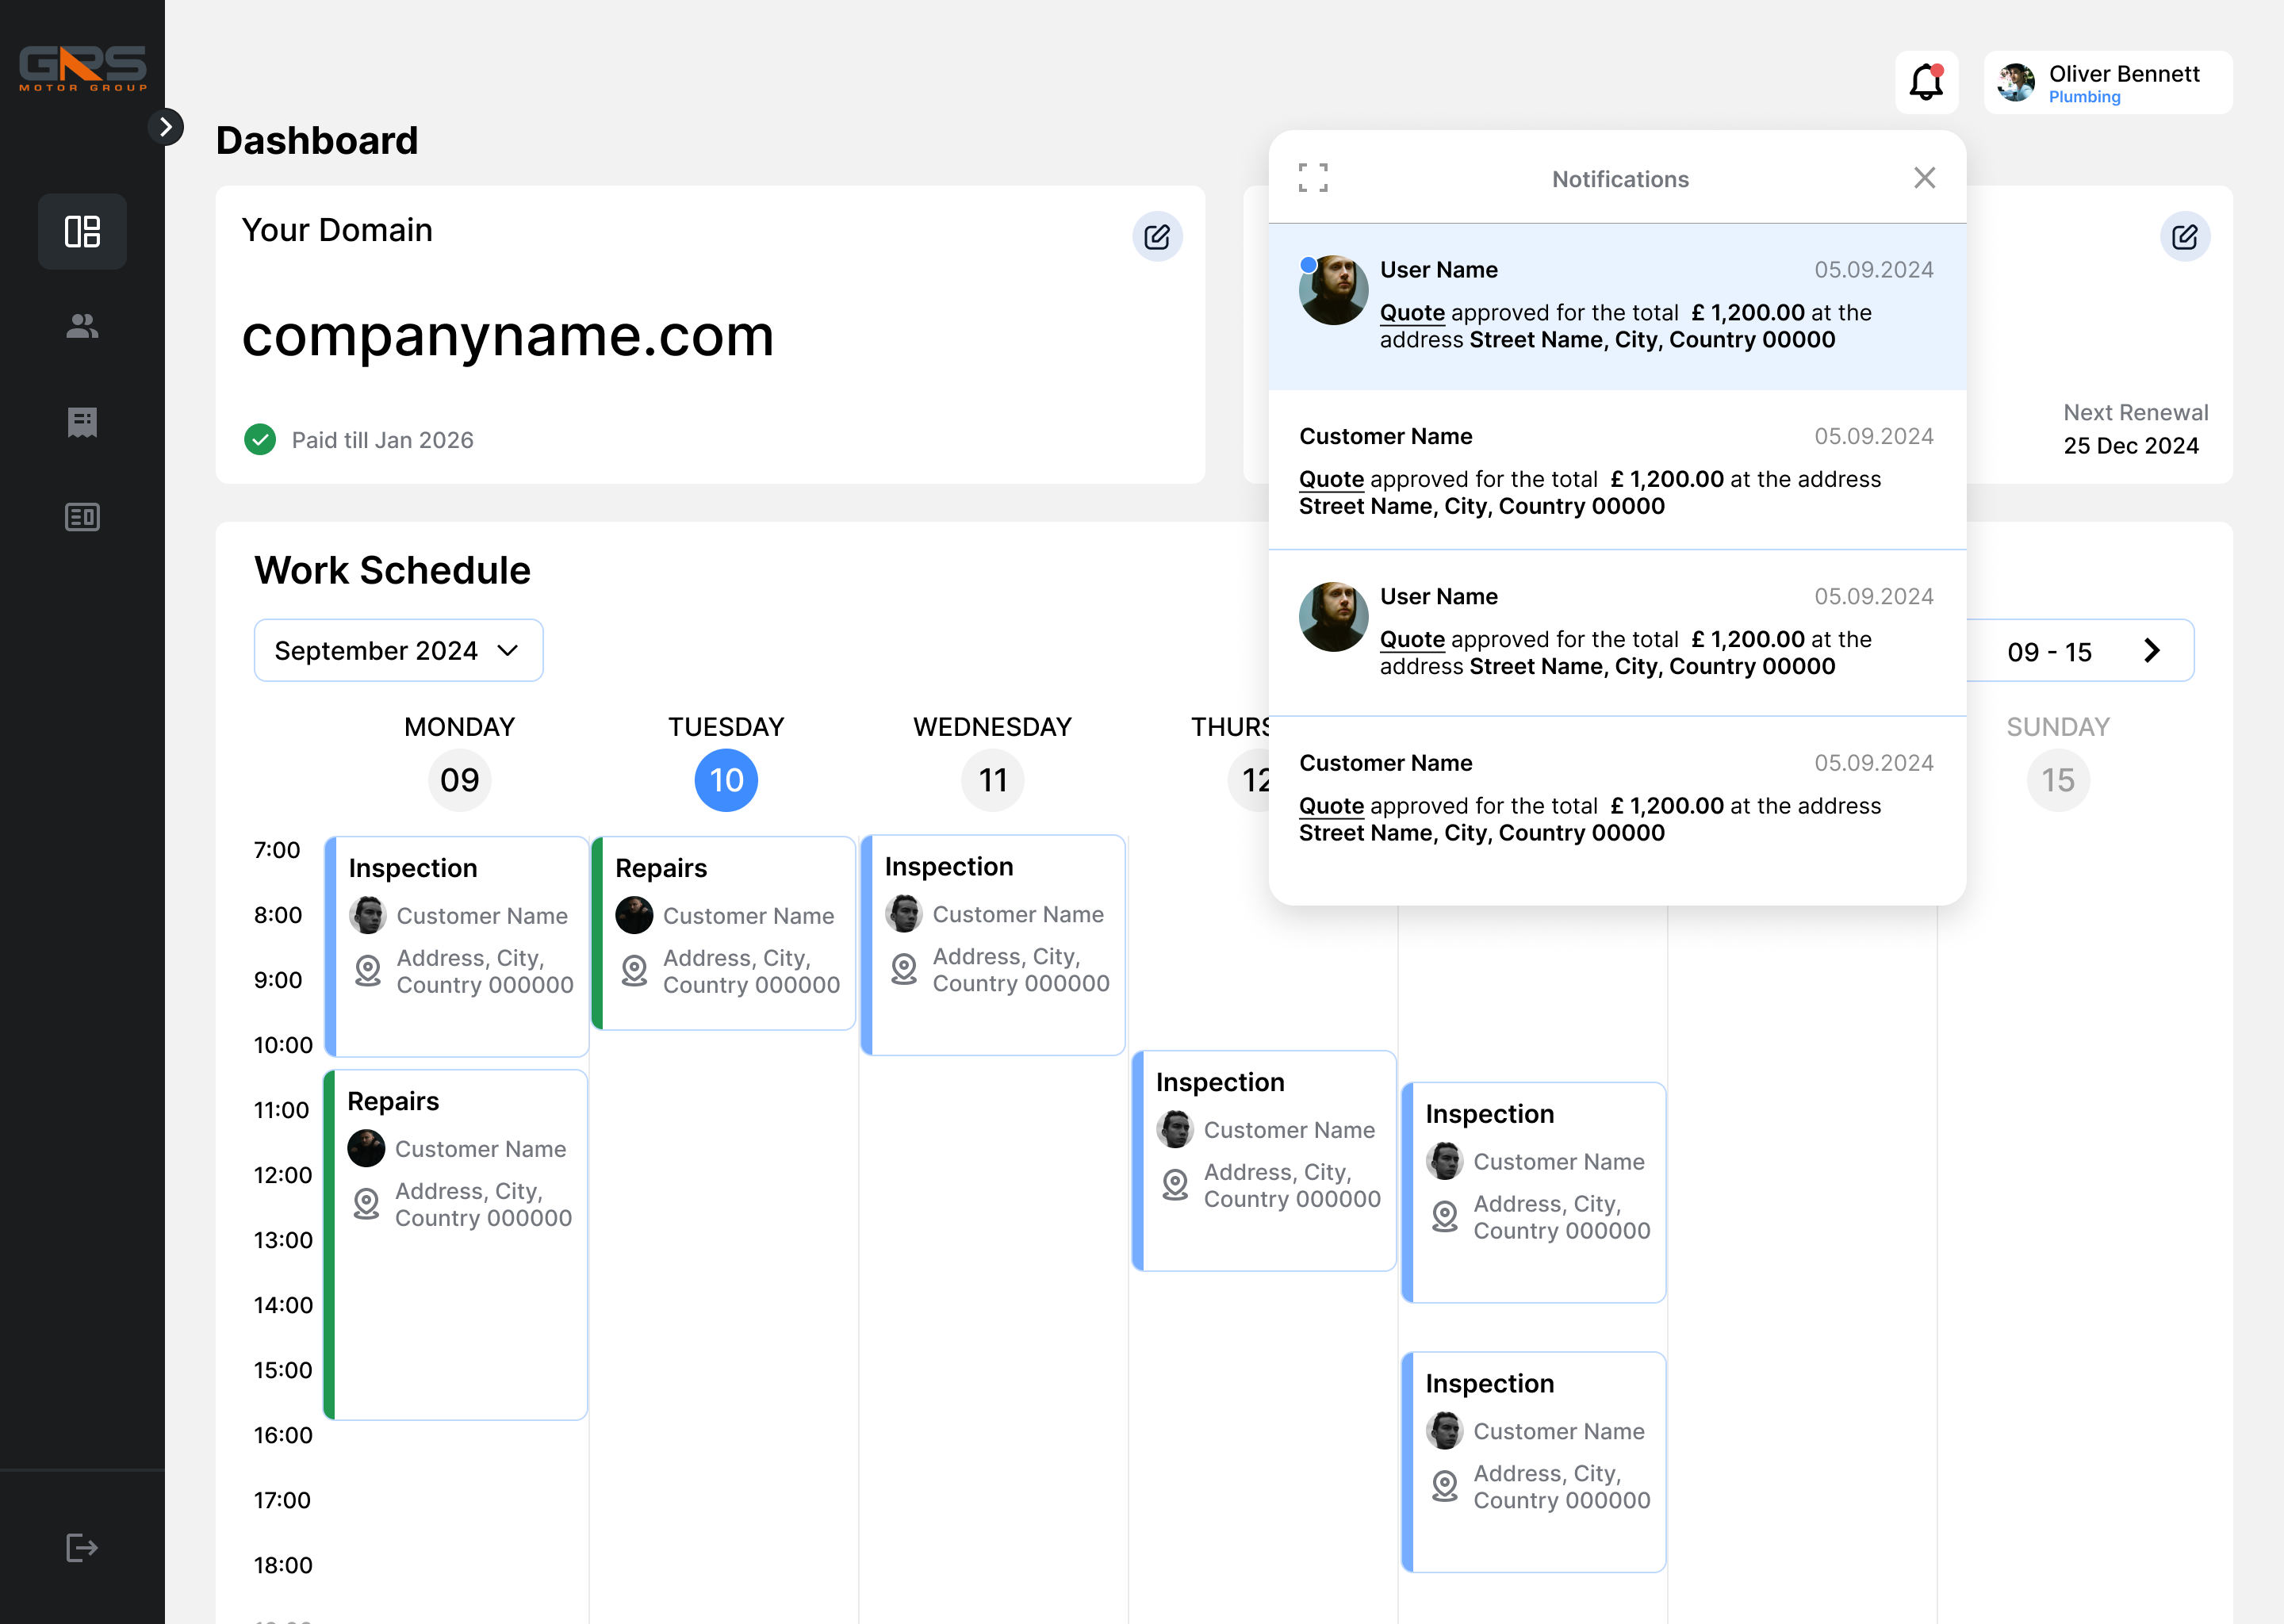 GRS
MOTOR GROUP
Oliver Bennett
Plumbing
Dashboard
Your Domain
companyname.com
Paid till Jan 2026
Next Renewal
25 Dec 2024
Notifications
User Name 05.09.2024
Quote approved for the total £ 1,200.00 at the
address Street Name, City, Country 00000
Customer Name 05.09.2024
Quote approved for the total £ 1,200.00 at the address
Street Name, City, Country 00000
User Name 05.09.2024
Quote approved for the total £ 1,200.00 at the
address Street Name, City, Country 00000
Customer Name 05.09.2024
Quote approved for the total £ 1,200.00 at the address
Street Name, City, Country 00000
Work Schedule
September 2024
09 - 15
MONDAY TUESDAY WEDNESDAY THURS SUNDAY
09 10 11 12 15
7:00
8:00
9:00
10:00
11:00
12:00
13:00
14:00
15:00
16:00
17:00
18:00
Inspection
Customer Name
Address, City,
Country 000000
Repairs
Customer Name
Address, City,
Country 000000
Repairs
Customer Name
Address, City,
Country 000000
Inspection
Customer Name
Address, City,
Country 000000
Inspection
Customer Name
Address, City,
Country 000000
Inspection
Customer Name
Address, City,
Country 000000
Inspection
Customer Name
Address, City,
Country 000000